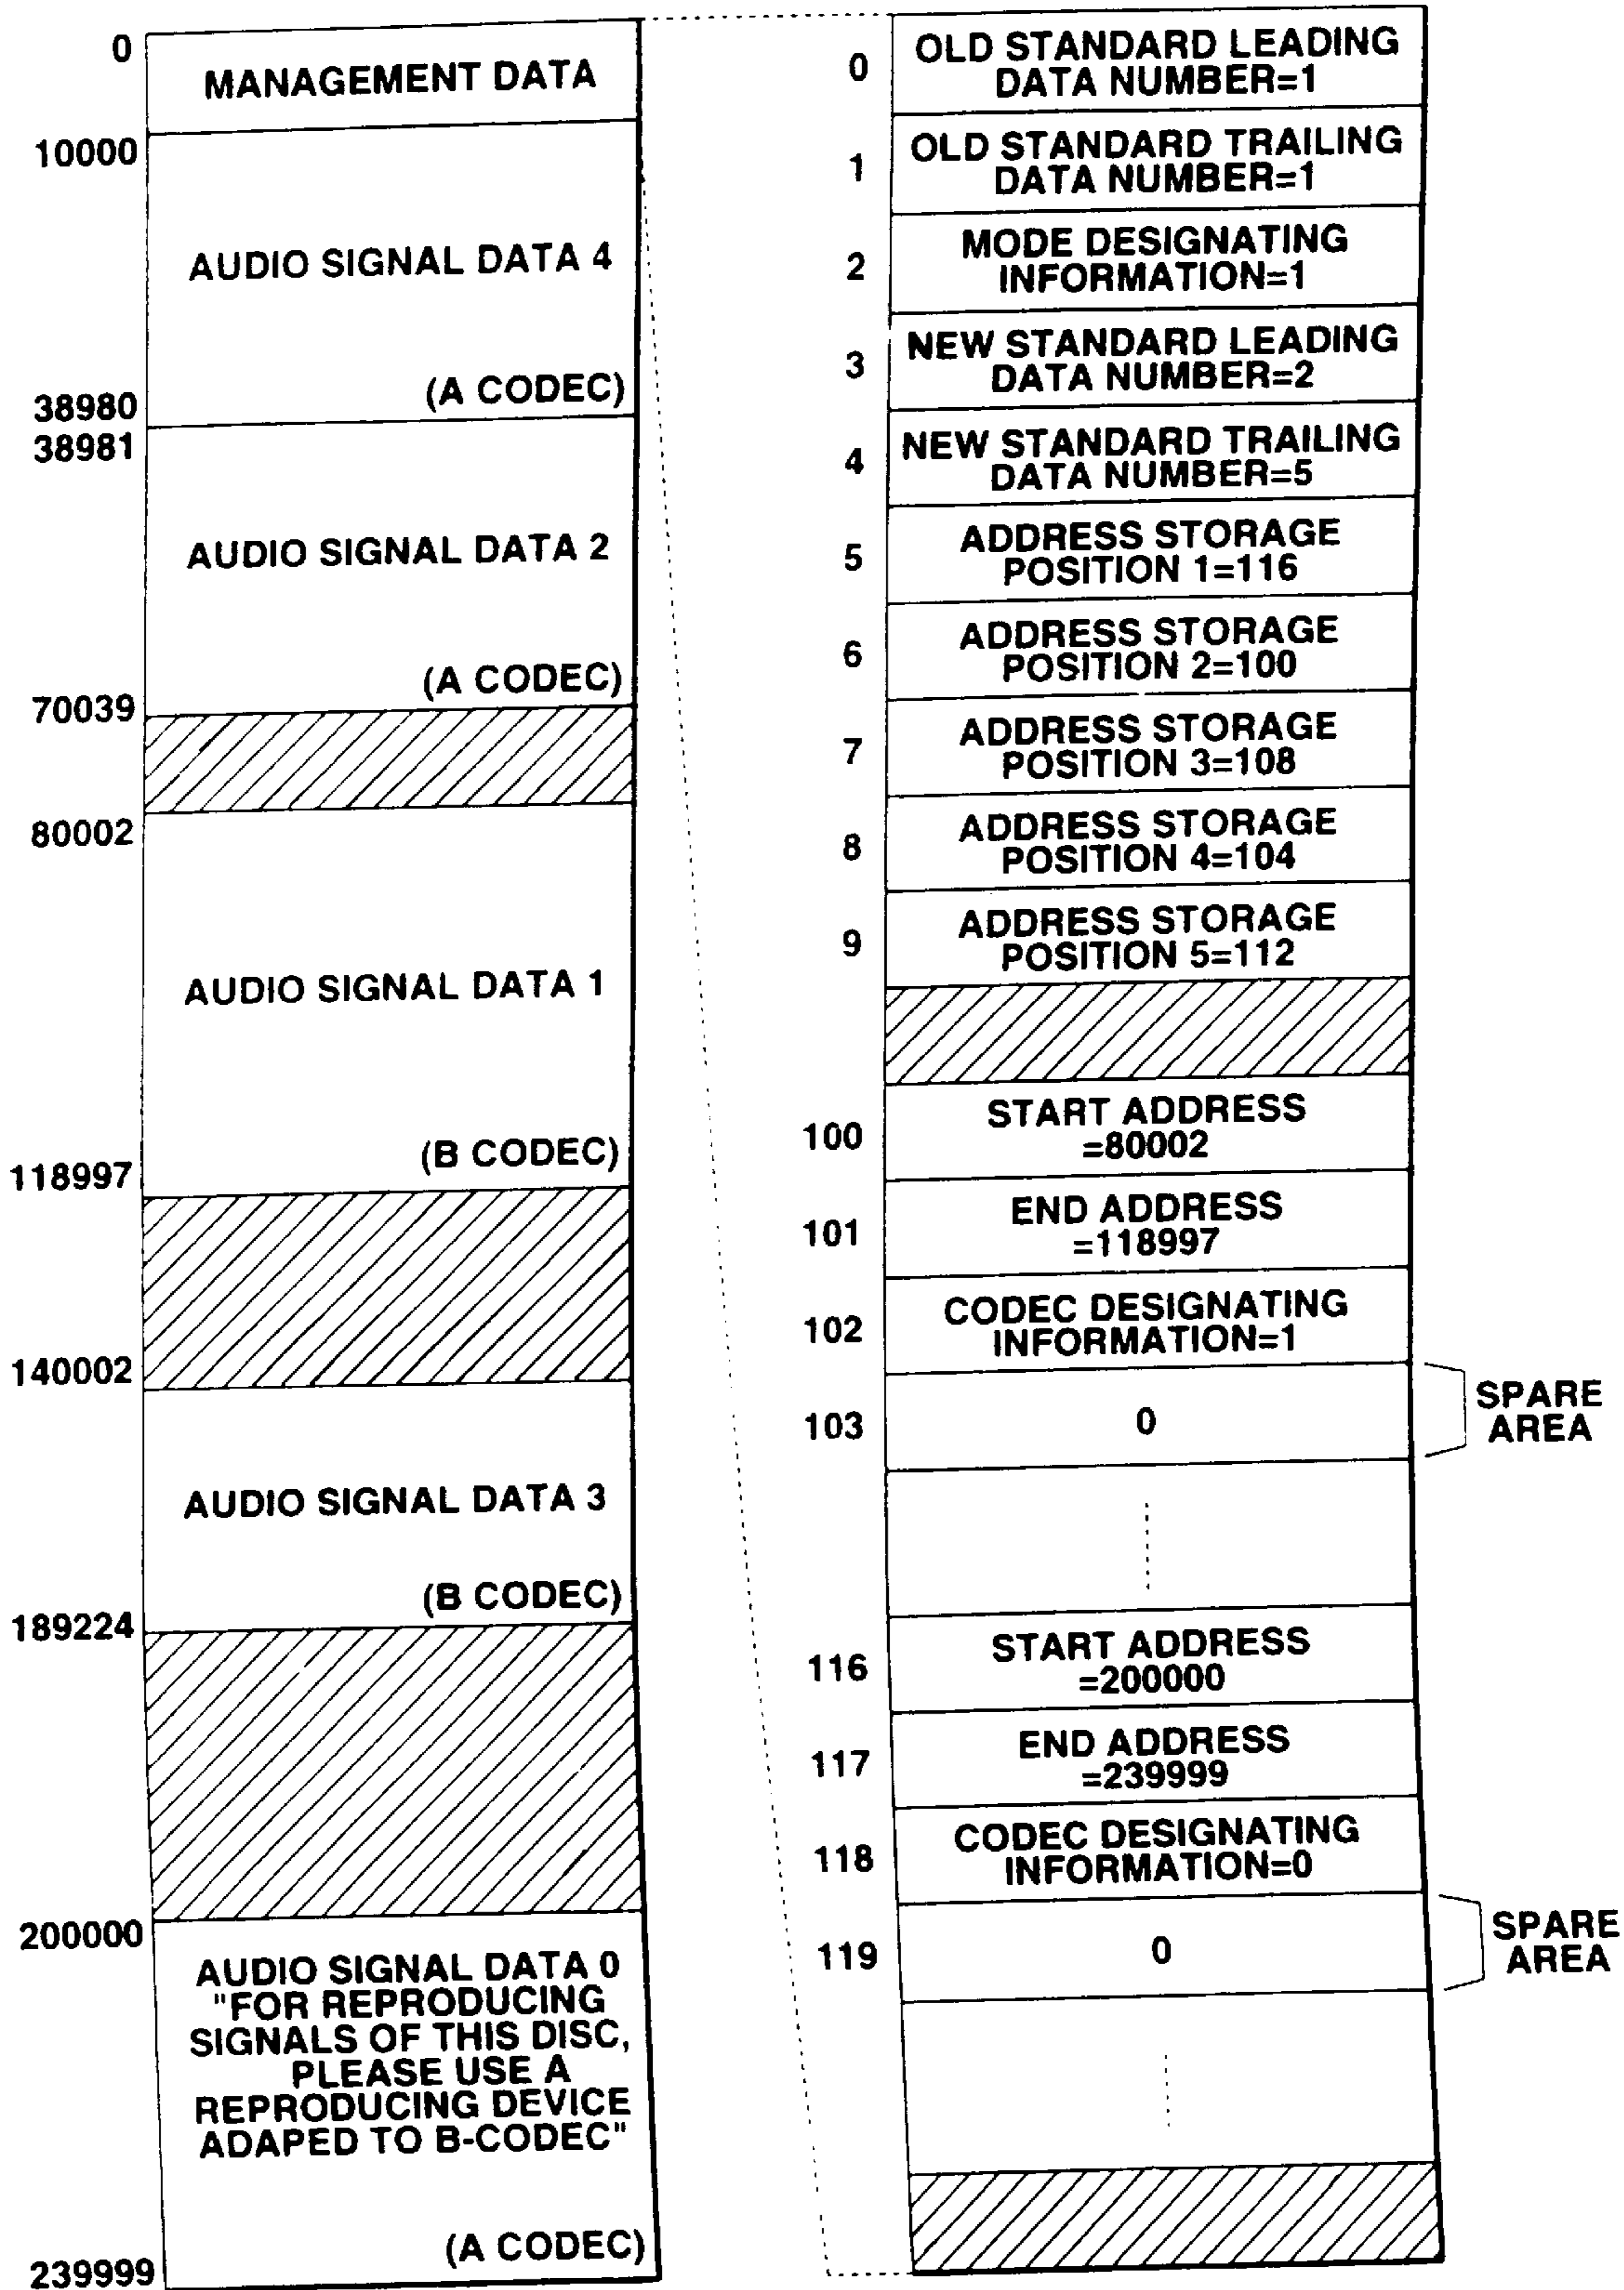 0
MANAGEMENT DATA
10000
AUDIO SIGNAL DATA 4
(A CODEC)
38980
38981
AUDIO SIGNAL DATA 2
(A CODEC)
70039
80002
AUDIO SIGNAL DATA 1
(B CODEC)
118997
140002
AUDIO SIGNAL DATA 3
(B CODEC)
189224
200000
AUDIO SIGNAL DATA 0
"FOR REPRODUCING
SIGNALS OF THIS DISC,
PLEASE USE A
REPRODUCING DEVICE
ADAPED TO B-CODEC"
(A CODEC)
239999
0
OLD STANDARD LEADING
DATA NUMBER=1
1
OLD STANDARD TRAILING
DATA NUMBER=1
2
MODE DESIGNATING
INFORMATION=1
3
NEW STANDARD LEADING
DATA NUMBER=2
4
NEW STANDARD TRAILING
DATA NUMBER=5
5
ADDRESS STORAGE
POSITION 1=116
6
ADDRESS STORAGE
POSITION 2=100
7
ADDRESS STORAGE
POSITION 3=108
8
ADDRESS STORAGE
POSITION 4=104
9
ADDRESS STORAGE
POSITION 5=112
100
START ADDRESS
=80002
101
END ADDRESS
=118997
102
CODEC DESIGNATING
INFORMATION=1
103
0
SPARE
AREA
116
START ADDRESS
=200000
117
END ADDRESS
=239999
118
CODEC DESIGNATING
INFORMATION=0
119
0
SPARE
AREA